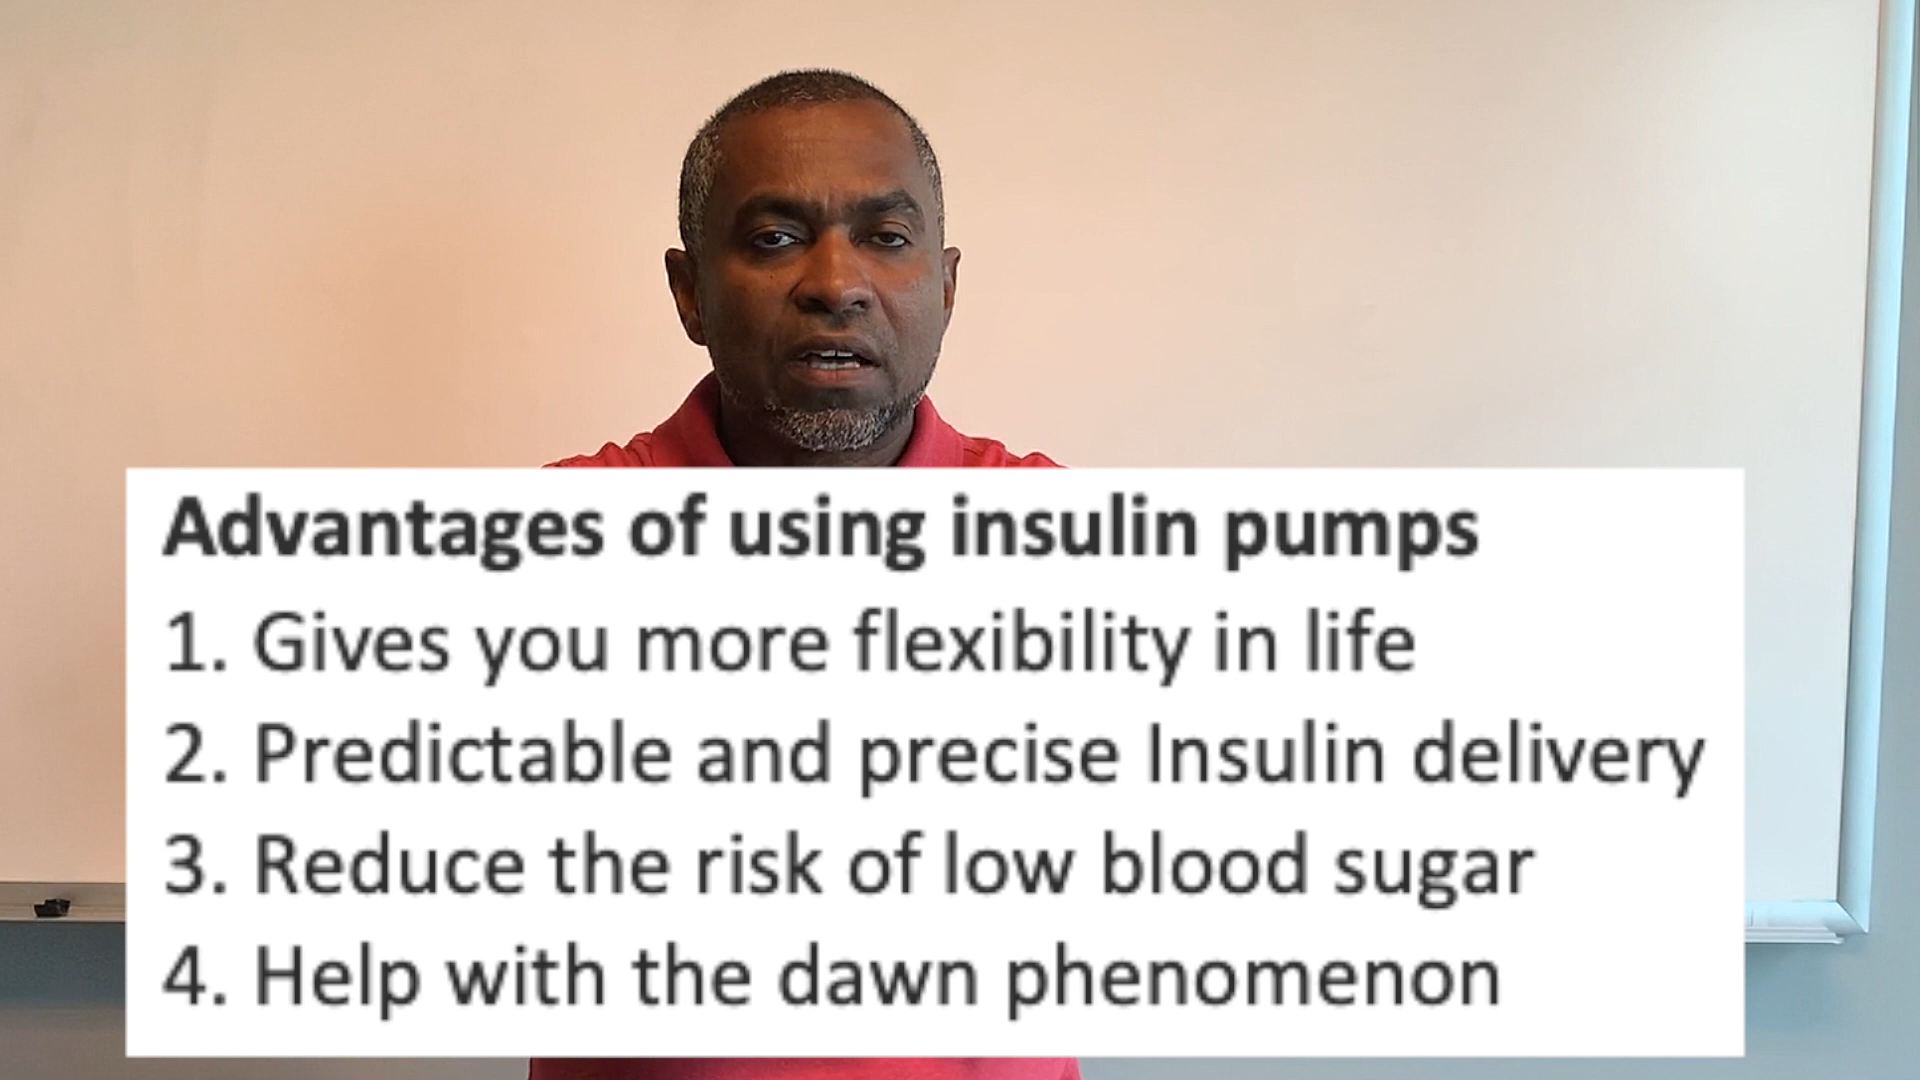 Advantages of using insulin pumps
1. Gives you more flexibility in life
2. Predictable and precise Insulin delivery
3. Reduce the risk of low blood sugar
4. Help with the dawn phenomenon